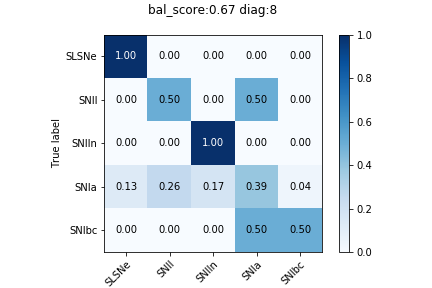 bal_score:0.67 diag:8
True label
SLSNe 1.00 0.00 0.00 0.00 0.00
SNII 0.00 0.50 0.00 0.50 0.00
SNIIn 0.00 0.00 1.00 0.00 0.00
SNIa 0.13 0.26 0.17 0.39 0.04
SNIbc 0.00 0.00 0.00 0.50 0.50
SLSNe SNII SNIIn SNIa SNIbc
1.0
0.8
0.6
0.4
0.2
0.0